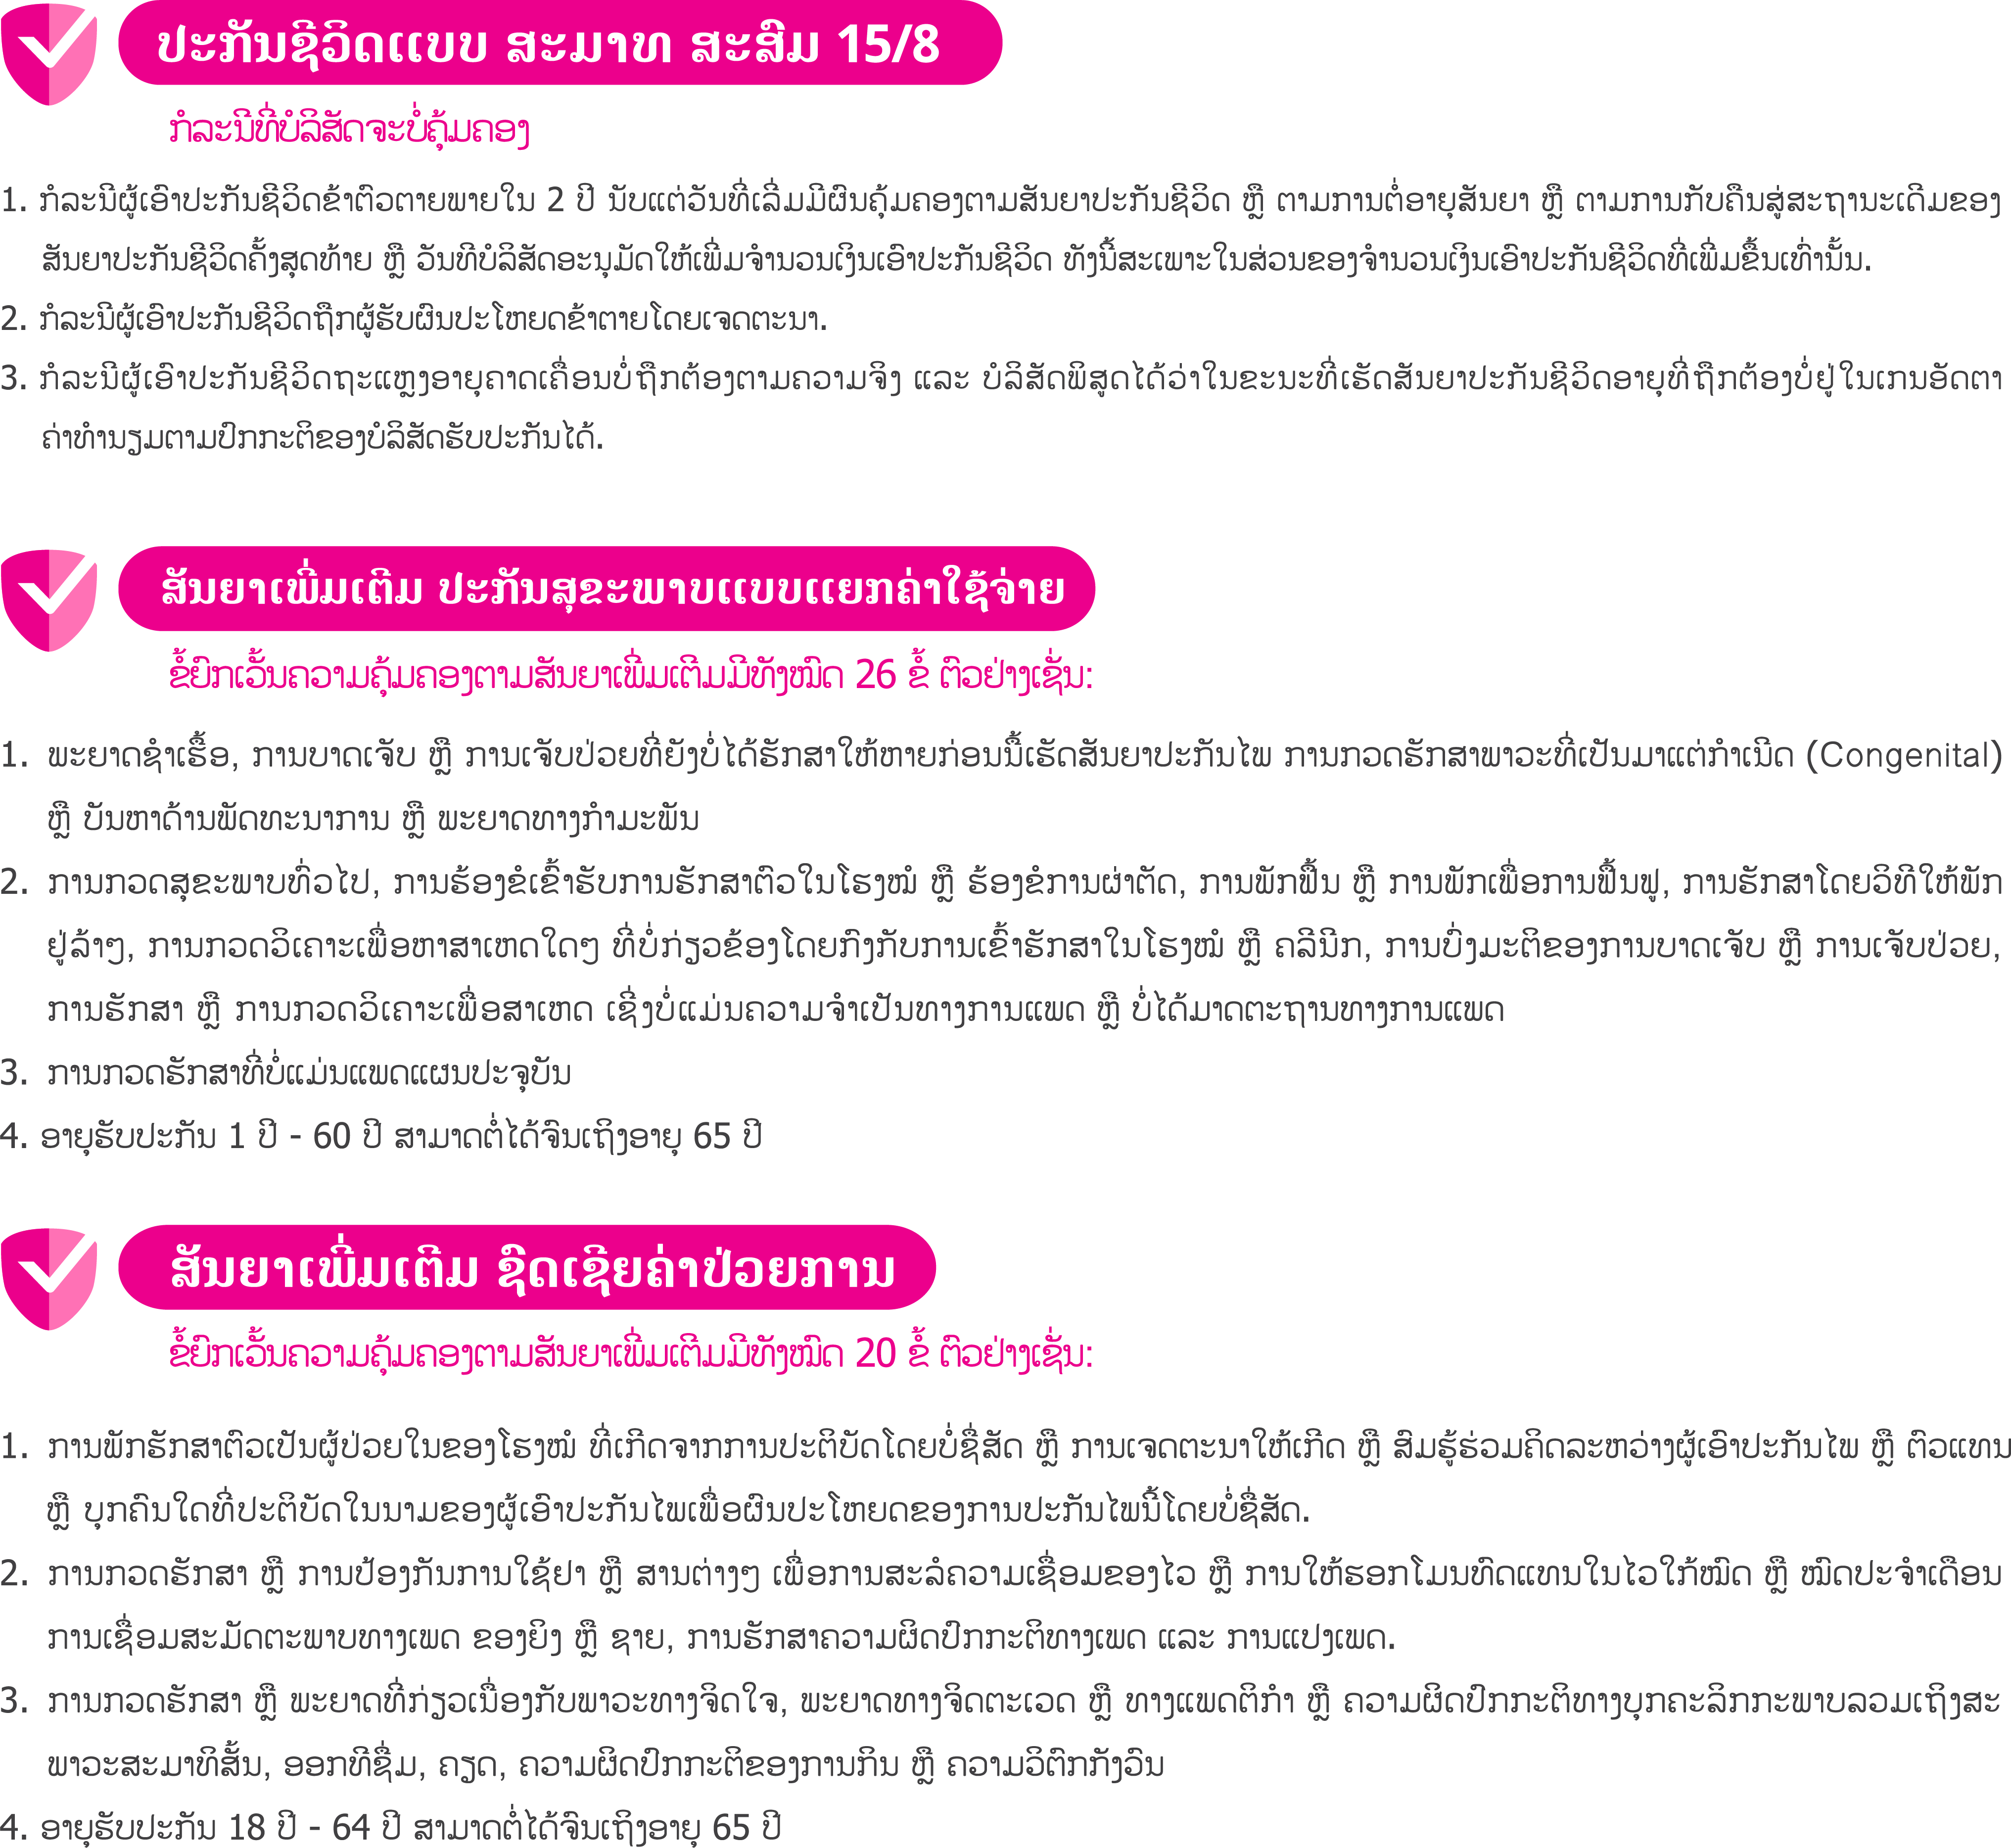 ປະກັນຊີວິດແບບ ສະມາທ ສະສົມ 15/8
ກໍລະນີທີ່ບໍລິສັດຈະບໍ່ຄຸ້ມຄອງ
1. ກໍລະນີຜູ້ເອົາປະກັນຊີວິດຂ້າຕົວຕາຍພາຍໃນ 2 ປີ ນັບແຕ່ວັນທີ່ເລີ່ມມີຜົນຄຸ້ມຄອງຕາມສັນຍາປະກັນຊີວິດ ຫຼື ຕາມການຕໍ່ອາຍຸສັນຍາ ຫຼື ຕາມການກັບຄືນສູ່ສະຖານະເດີມຂອງ
ສັນຍາປະກັນຊີວິດຄັ້ງສຸດທ້າຍ ຫຼື ວັນທີບໍລິສັດອະນຸມັດໃຫ້ເພີ່ມຈຳນວນເງິນເອົາປະກັນຊີວິດ ທັງນີ້ສະເພາະໃນສ່ວນຂອງຈຳນວນເງິນເອົາປະກັນຊີວິດທີ່ເພີ່ມຂຶ້ນເທົ່ານັ້ນ.
2. ກໍລະນີຜູ້ເອົາປະກັນຊີວິດຖືກຜູ້ຮັບຜົນປະໂຫຍດຂ້າຕາຍໂດຍເຈດຕະນາ.
3. ກໍລະນີຜູ້ເອົາປະກັນຊີວິດຖະແຫຼງອາຍຸຄາດເຄື່ອນບໍ່ຖືກຕ້ອງຕາມຄວາມຈິງ ແລະ ບໍລິສັດພິສູດໄດ້ວ່າໃນຂະນະທີ່ເຮັດສັນຍາປະກັນຊີວິດອາຍຸທີ່ຖືກຕ້ອງບໍ່ຢູ່ໃນເກນອັດຕາ
ຄ່າທຳນຽມຕາມປົກກະຕິຂອງບໍລິສັດຮັບປະກັນໄດ້.
ສັນຍາເພີ່ມເຕີມ ປະກັນສຸຂະພາບແບບແຍກຄ່າໃຊ້ຈ່າຍ
ຂໍ້ຍົກເວັ້ນຄວາມຄຸ້ມຄອງຕາມສັນຍາເພີ່ມເຕີມມີທັງໝົດ 26 ຂໍ້ ຕົວຢ່າງເຊັ່ນ:
1. ພະຍາດຊຳເຮື້ອ, ການບາດເຈັບ ຫຼື ການເຈັບປ່ວຍທີ່ຍັງບໍ່ໄດ້ຮັກສາໃຫ້ຫາຍກ່ອນມື້ເຮັດສັນຍາປະກັນໄພ ການກວດຮັກສາພາວະທີ່ເປັນມາແຕ່ກຳເນີດ (Congenital)
ຫຼື ບັນຫາດ້ານພັດທະນາການ ຫຼື ພະຍາດທາງກຳມະພັນ
2. ການກວດສຸຂະພາບທົ່ວໄປ, ການຮ້ອງຂໍເຂົ້າຮັບການຮັກສາຕົວໃນໂຮງໝໍ ຫຼື ຮ້ອງຂໍການຜ່າຕັດ, ການພັກຟື້ນ ຫຼື ການພັກເພື່ອການຟື້ນຟູ, ການຮັກສາໂດຍວິທີໃຫ້ພັກ
ຢູ່ລ້າໆ, ການກວດວິເຄາະເພື່ອຫາສາເຫດໃດໆ ທີ່ບໍ່ກ່ຽວຂ້ອງໂດຍກົງກັບການເຂົ້າຮັກສາໃນໂຮງໝໍ ຫຼື ຄລີນີກ, ການບົ່ງມະຕິຂອງການບາດເຈັບ ຫຼື ການເຈັບປ່ວຍ,
ການຮັກສາ ຫຼື ການກວດວິເຄາະເພື່ອສາເຫດ ເຊິ່ງບໍ່ແມ່ນຄວາມຈຳເປັນທາງການແພດ ຫຼື ບໍ່ໄດ້ມາດຕະຖານທາງການແພດ
3. ການກວດຮັກສາທີ່ບໍ່ແມ່ນແພດແຜນປະຈຸບັນ
4. ອາຍຸຮັບປະກັນ 1 ປີ - 60 ປີ ສາມາດຕໍ່ໄດ້ຈົນເຖິງອາຍຸ 65 ປີ
ສັນຍາເພີ່ມເຕີມ ຊົດເຊີຍຄ່າປ່ວຍການ
ຂໍ້ຍົກເວັ້ນຄວາມຄຸ້ມຄອງຕາມສັນຍາເພີ່ມເຕີມມີທັງໝົດ 20 ຂໍ້ ຕົວຢ່າງເຊັ່ນ:
1. ການພັກຮັກສາຕົວເປັນຜູ້ປ່ວຍໃນຂອງໂຮງໝໍ ທີ່ເກີດຈາກການປະຕິບັດໂດຍບໍ່ຊື່ສັດ ຫຼື ການເຈດຕະນາໃຫ້ເກີດ ຫຼື ສົມຮູ້ຮ່ວມຄິດລະຫວ່າງຜູ້ເອົາປະກັນໄພ ຫຼື ຕົວແທນ
ຫຼື ບຸກຄົນໃດທີ່ປະຕິບັດໃນນາມຂອງຜູ້ເອົາປະກັນໄພເພື່ອຜົນປະໂຫຍດຂອງການປະກັນໄພນີ້ໂດຍບໍ່ຊື່ສັດ.
2. ການກວດຮັກສາ ຫຼື ການປ້ອງກັນການໃຊ້ຢາ ຫຼື ສານຕ່າງໆ ເພື່ອການສະລໍຄວາມເຊື່ອມຂອງໄວ ຫຼື ການໃຫ້ຮອກໂມນທົດແທນໃນໄວໃກ້ໝົດ ຫຼື ໝົດປະຈຳເດືອນ
ການເຊື່ອມສະມັດຕະພາບທາງເພດ ຂອງຍິງ ຫຼື ຊາຍ, ການຮັກສາຄວາມຜິດປົກກະຕິທາງເພດ ແລະ ການແປງເພດ.
3. ການກວດຮັກສາ ຫຼື ພະຍາດທີ່ກ່ຽວເນື່ອງກັບພາວະທາງຈິດໃຈ, ພະຍາດທາງຈິດຕະເວດ ຫຼື ທາງແພດຕິກຳ ຫຼື ຄວາມຜິດປົກກະຕິທາງບຸກຄະລິກກະພາບລວມເຖິງສະ
ພາວະສະມາທິສັ້ນ, ອອກທີຊື່ມ, ຄຽດ, ຄວາມຜິດປົກກະຕິຂອງການກິນ ຫຼື ຄວາມວິຕົກກັງວົນ
4. ອາຍຸຮັບປະກັນ 18 ປີ - 64 ປີ ສາມາດຕໍ່ໄດ້ຈົນເຖິງອາຍຸ 65 ປີ